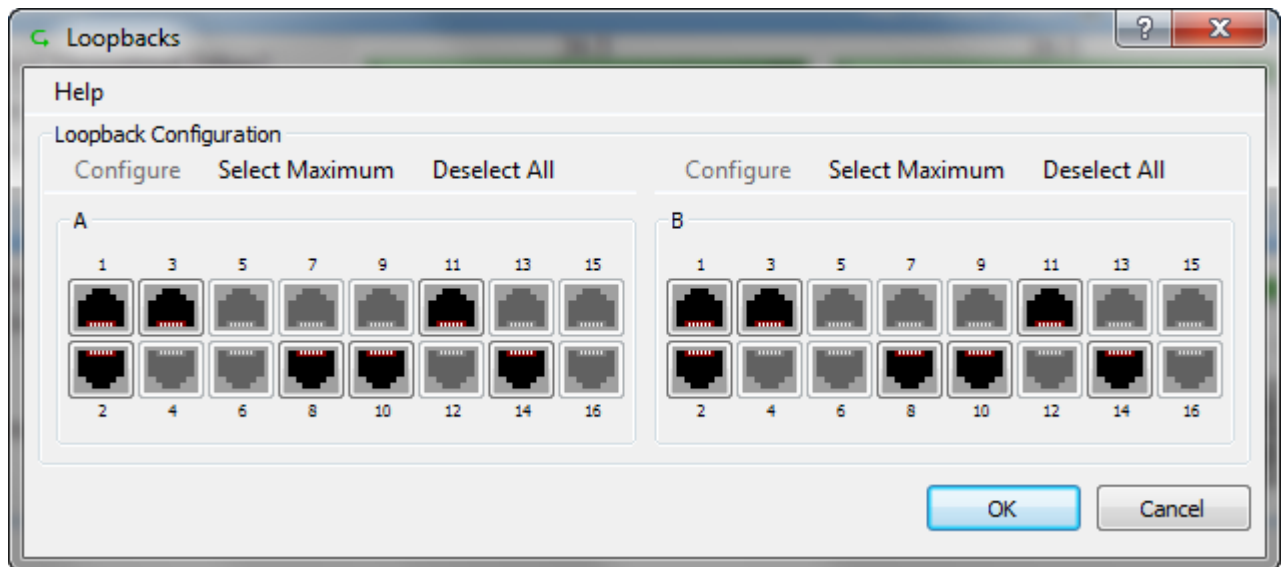 Loopbacks
?
X
Help
Loopback Configuration
Configure Select Maximum Deselect All Configure Select Maximum Deselect All
A B
1 3 5 7 9 11 13 15 1 3 5 7 9 11 13 15
2 4 6 8 10 12 14 16 2 4 6 8 10 12 14 16
OK Cancel